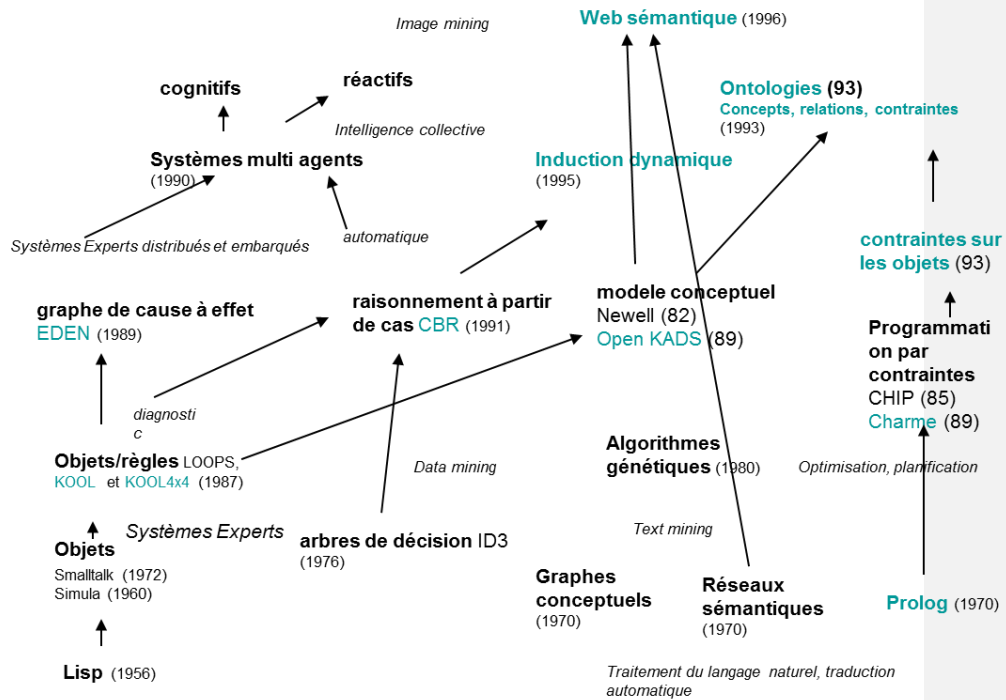 Image mining
Web sémantique (1996)
cognitifs
réactifs
Ontologies (93)
Concepts, relations, contraintes
(1993)
Intelligence collective
Systèmes multi agents
(1990)
Induction dynamique
(1995)
Systèmes Experts distribués et embarqués
automatique
contraintes sur
les objets (93)
graphe de cause à effet
EDEN (1989)
raisonnement à partir
de cas CBR (1991)
modele conceptuel
Newell (82)
Open KADS (89)
Programmati
on par
contraintes
CHIP (85)
Charme (89)
diagnosti
c
Objets/règles LOOPS,
KOOL et KOOL4x4 (1987)
Data mining
Algorithmes
génétiques (1980)
Optimisation, planification
Systèmes Experts
Objets
Smalltalk (1972)
Simula (1960)
arbres de décision ID3
(1976)
Text mining
Graphes
conceptuels
(1970)
Réseaux
sémantiques
(1970)
Prolog (1970)
Lisp (1956)
Traitement du langage naturel, traduction
automatique